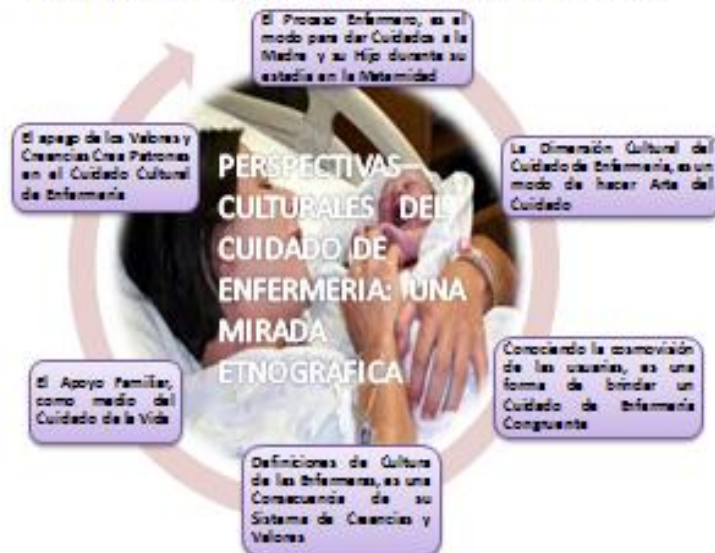 El Proceso Enfermero, es el
modo para dar Cuidados a la
Madre y su Hijo durante su
estadía en la Maternidad
La Dimensión Cultural del
Cuidado de Enfermería, es un
modo de hacer Arte del
Cuidado
Conociendo la cosmovisión
de las usuarias, es una
forma de brindar un
Cuidado de Enfermería
Congruente
Definiciones de Cultura
de las Enfermeras, es una
Consecuencia de su
Sistema de Creencias y
Valores
El Apoyo Familiar,
como medio del
Cuidado de la Vida
El apego de los Valores y
Creencias Crea Patrones
en el Cuidado Cultural
de Enfermería
PERSPECTIVAS
CULTURALES DEL
CUIDADO DE
ENFERMERIA: UNA
MIRADA
ETNOGRAFICA